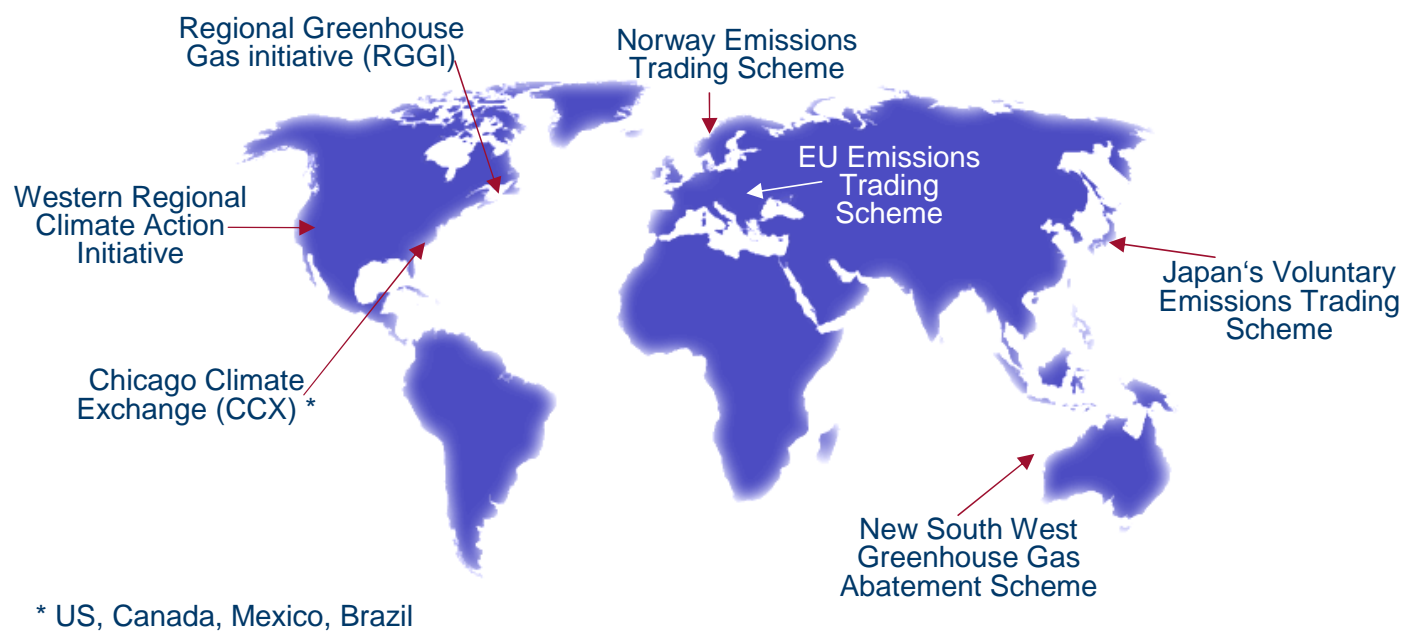 Regional Greenhouse
Gas initiative (RGGI)
Norway Emissions
Trading Scheme
EU Emissions
Trading
Scheme
Western Regional
Climate Action
Initiative
Japan‘s Voluntary
Emissions Trading
Scheme
Chicago Climate
Exchange (CCX) *
New South West
Greenhouse Gas
Abatement Scheme
* US, Canada, Mexico, Brazil